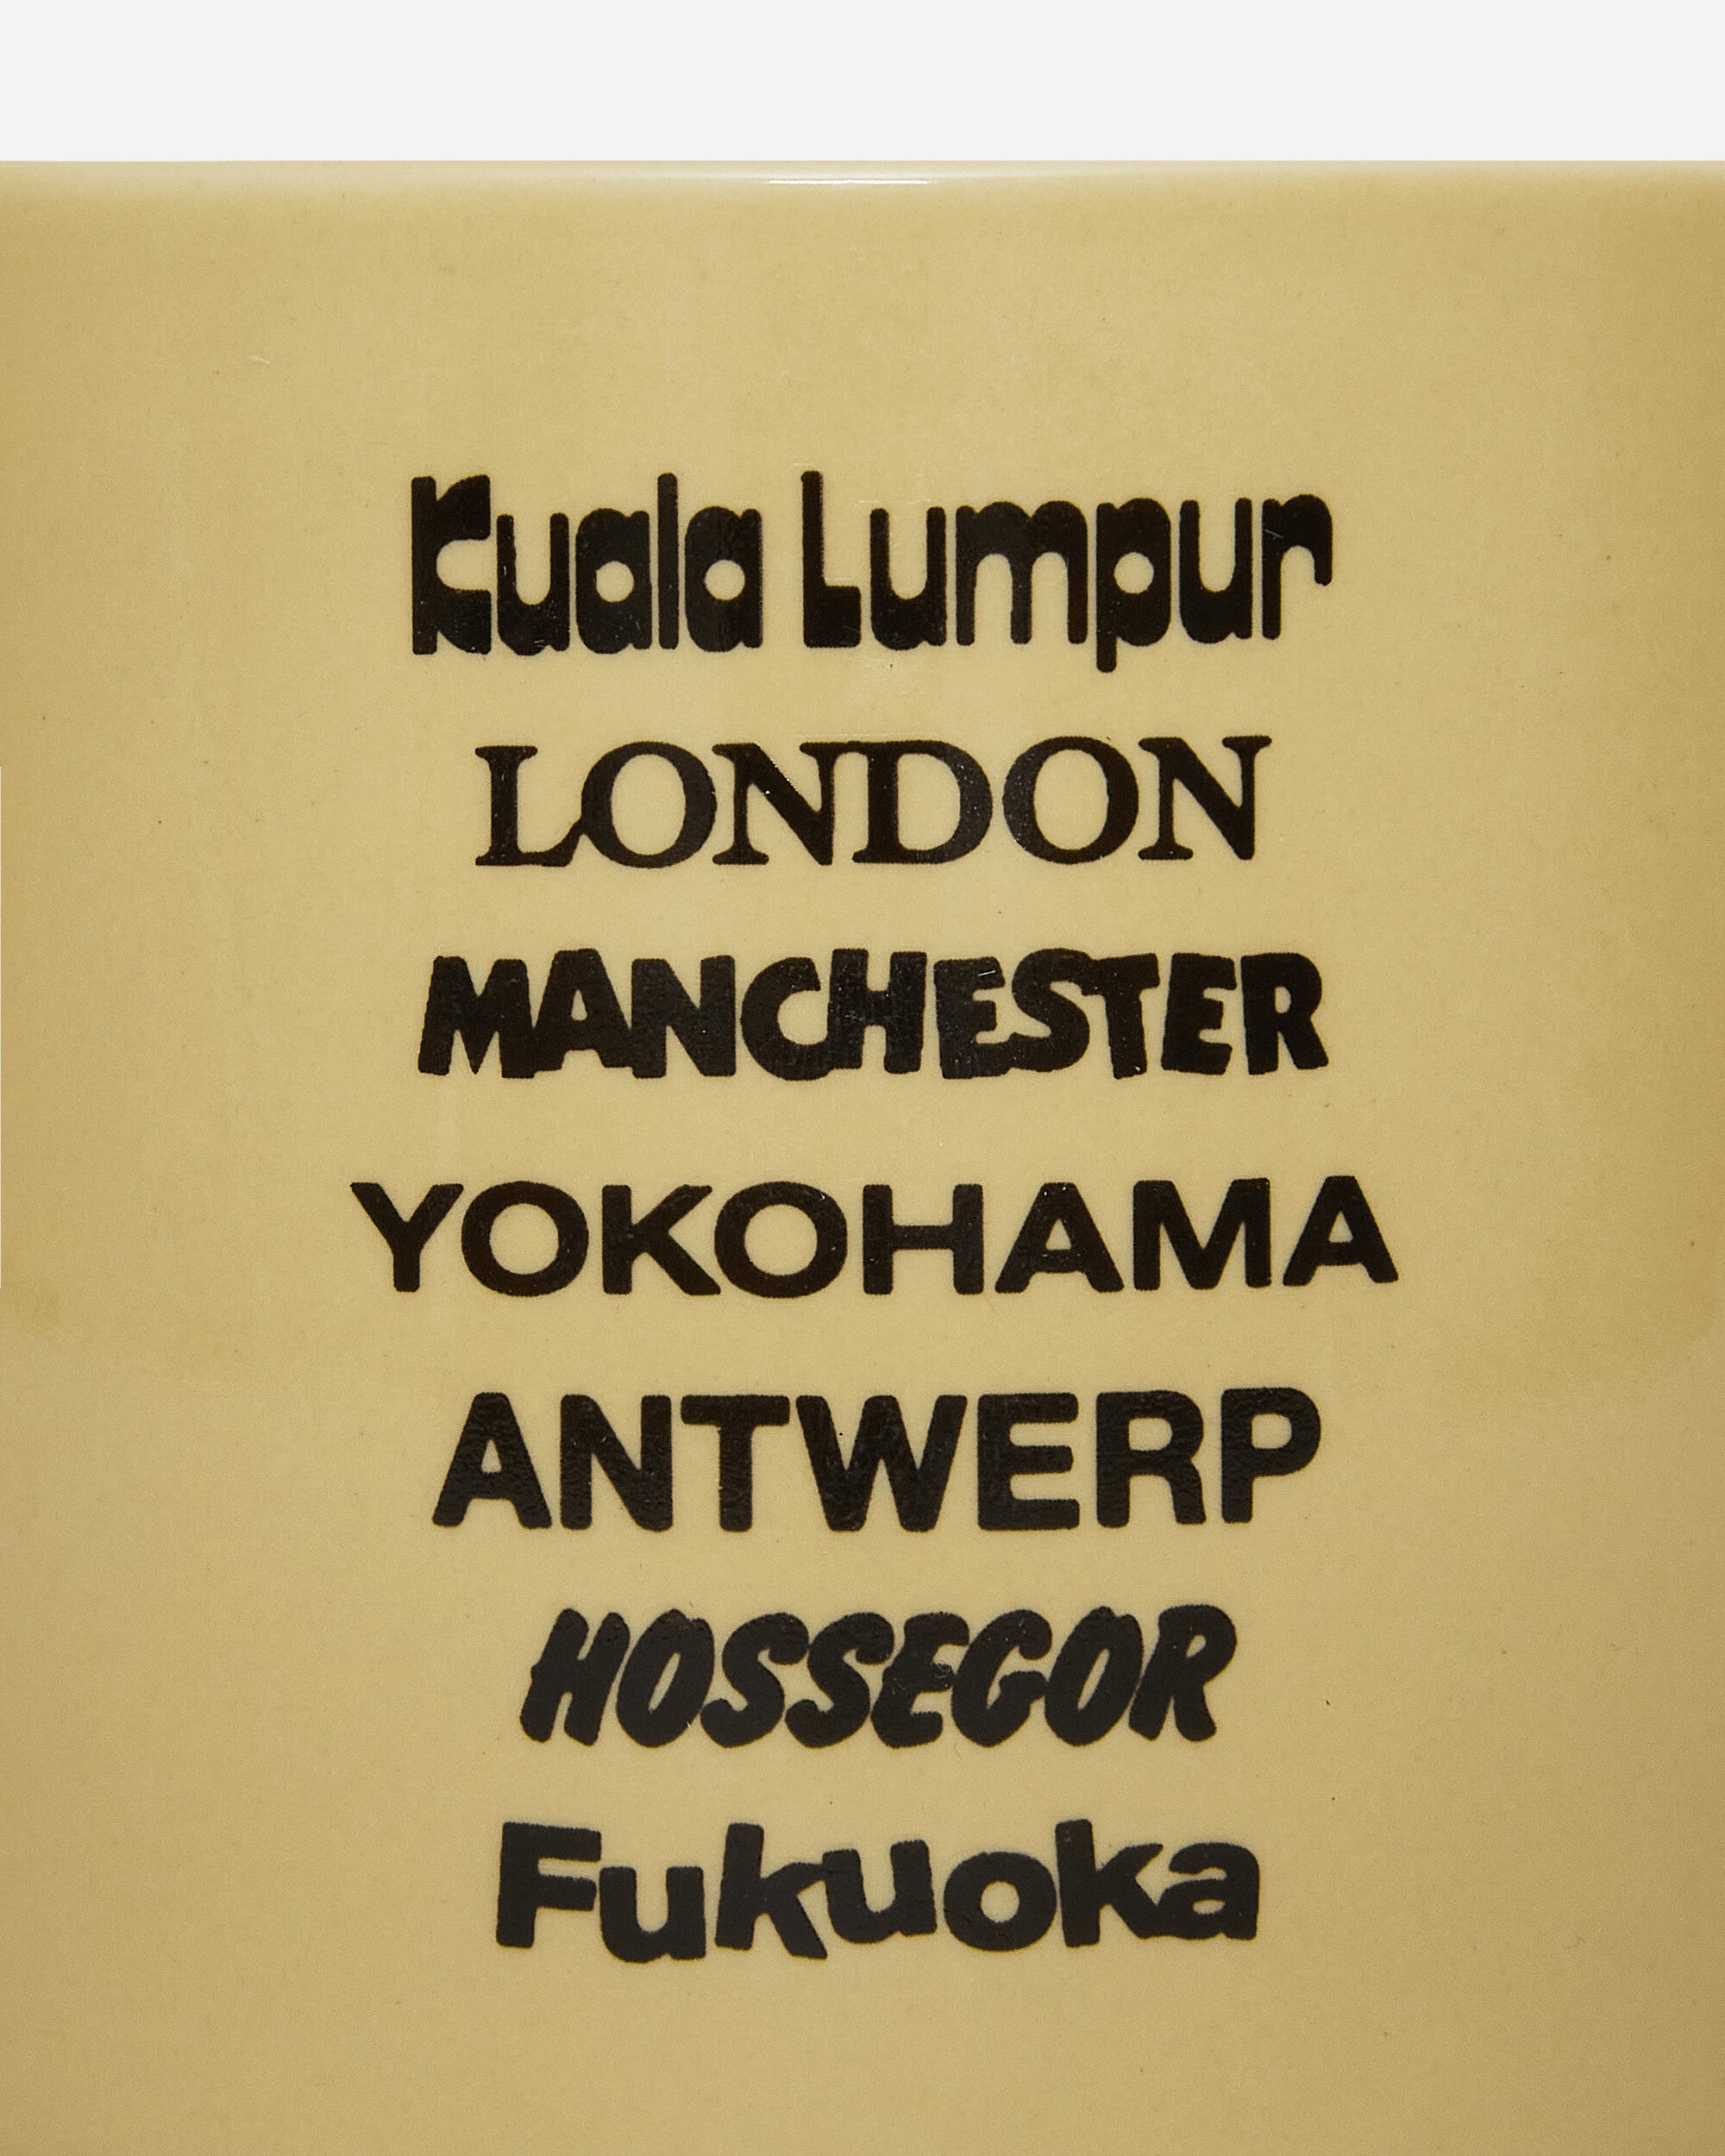 Kuala Lumpur
LONDON
MANCHESTER
YOKOHAMA
ANTWERP
HOSSEGOR
Fukuoka